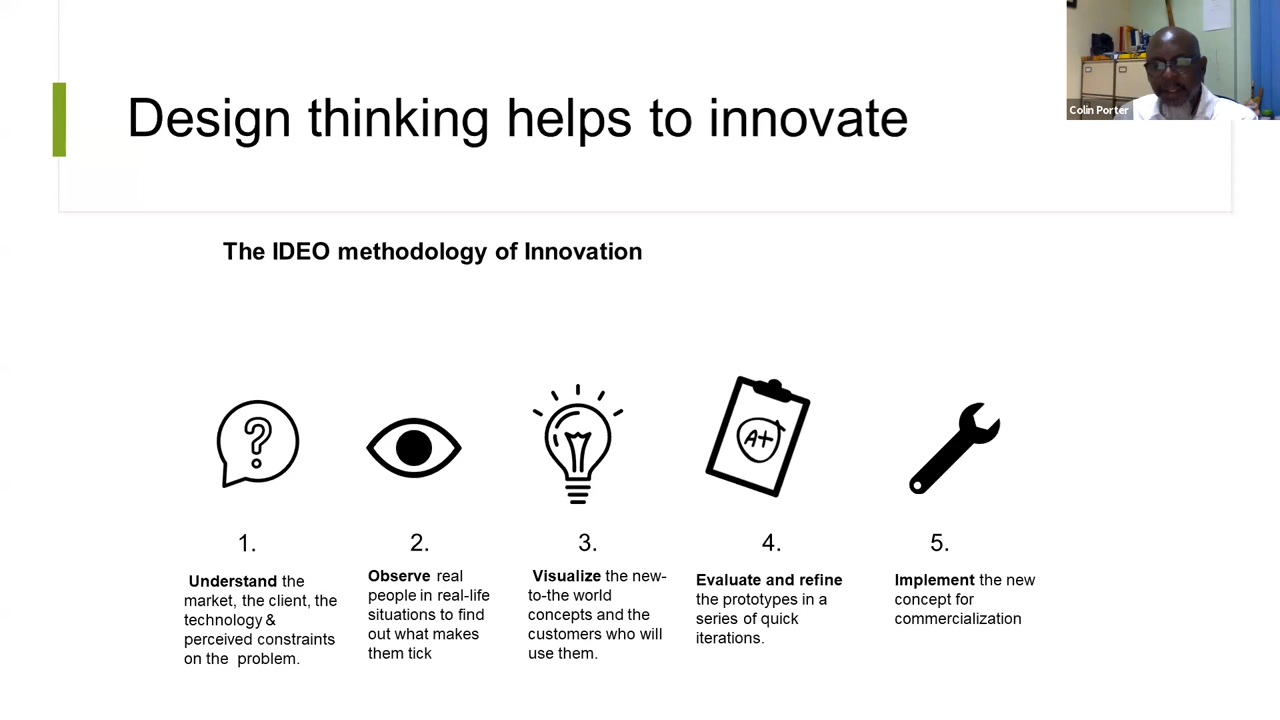 Design thinking helps to innovate
Colin Porter
The IDEO methodology of Innovation
A+
1.
Understand the
market, the client, the
technology &
perceived constraints
on the problem.
2.
Observe real
people in real-life
situations to find
out what makes
them tick
3.
Visualize the new-
to-the world
concepts and the
customers who will
use them.
4.
Evaluate and refine
the prototypes in a
series of quick
iterations.
5.
Implement the new
concept for
commercialization